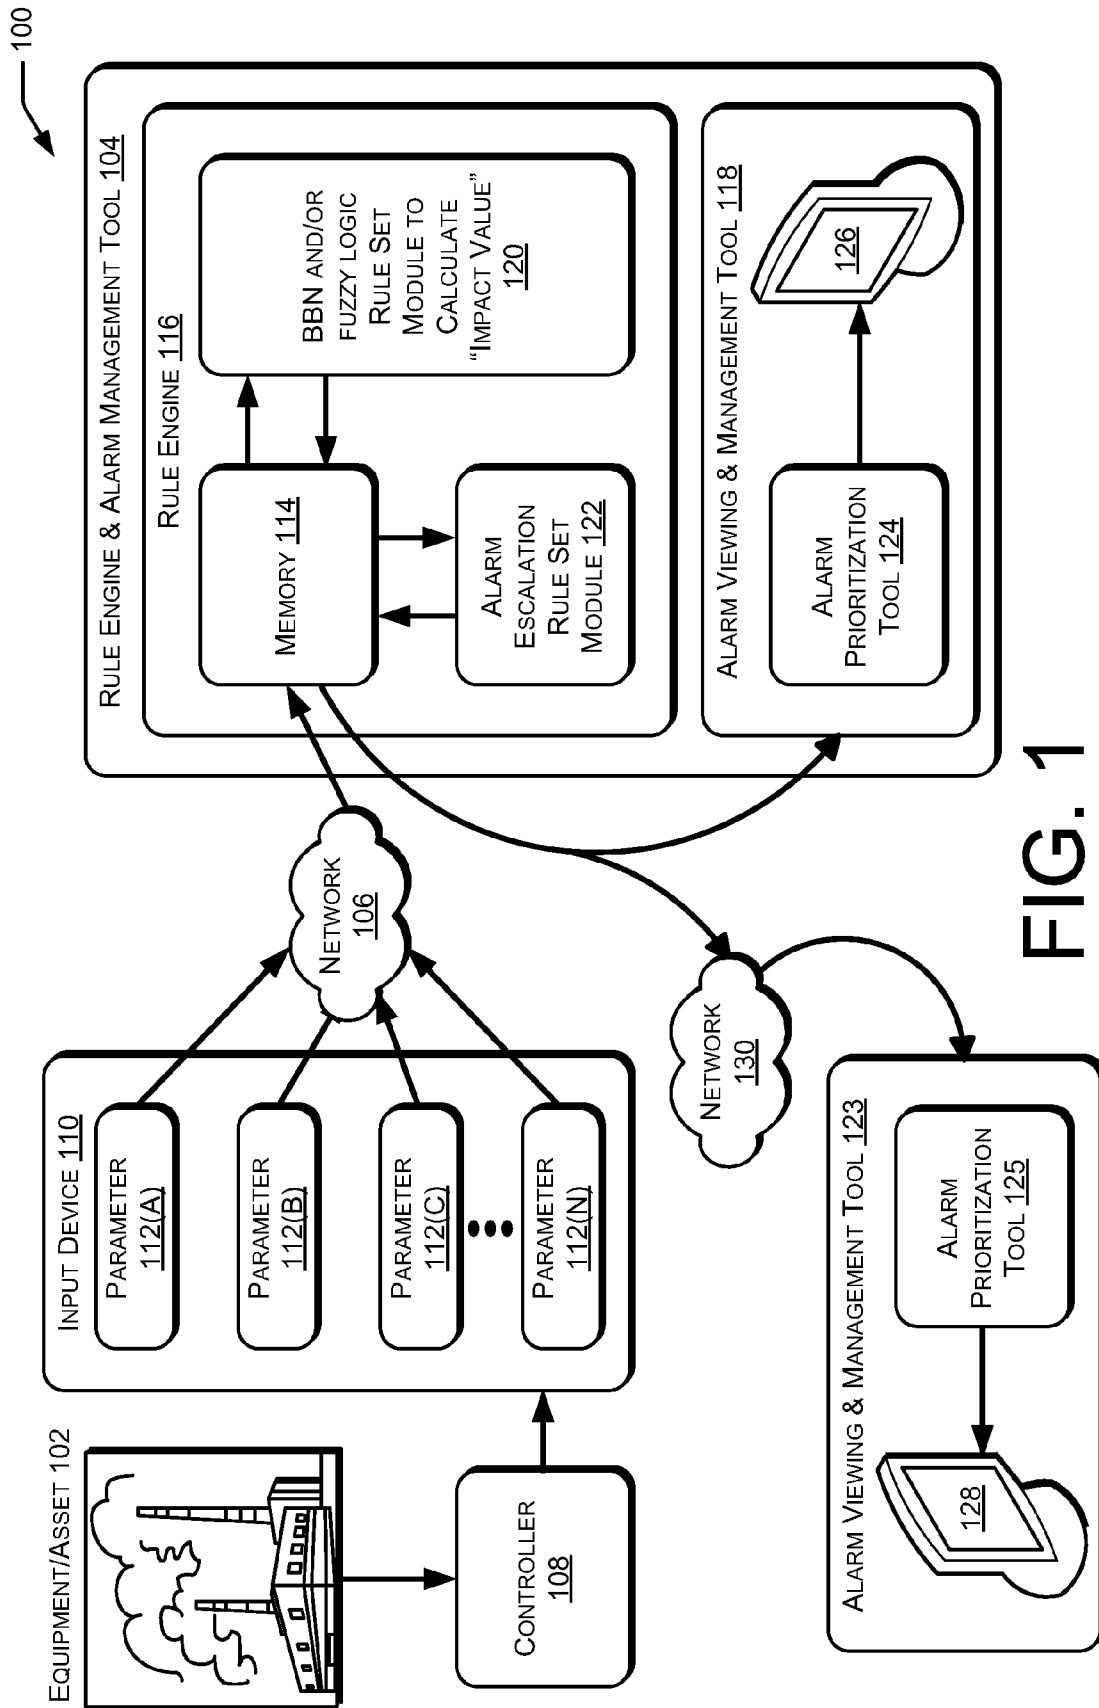 100
EQUIPMENT/ASSET 102
CONTROLLER
108
INPUT DEVICE 110
PARAMETER
112(A)
PARAMETER
112(B)
PARAMETER
112(C)
PARAMETER
112(N)
NETWORK
106
RULE ENGINE & ALARM MANAGEMENT TOOL 104
RULE ENGINE 116
MEMORY 114
BBN AND/OR
FUZZY LOGIC
RULE SET
MODULE TO
CALCULATE
“IMPACT VALUE”
120
ALARM
ESCALATION
RULE SET
MODULE 122
ALARM VIEWING & MANAGEMENT TOOL 118
ALARM
PRIORITIZATION
TOOL 124
126
NETWORK
130
ALARM VIEWING & MANAGEMENT TOOL 123
ALARM
PRIORITIZATION
TOOL 125
128
FIG. 1